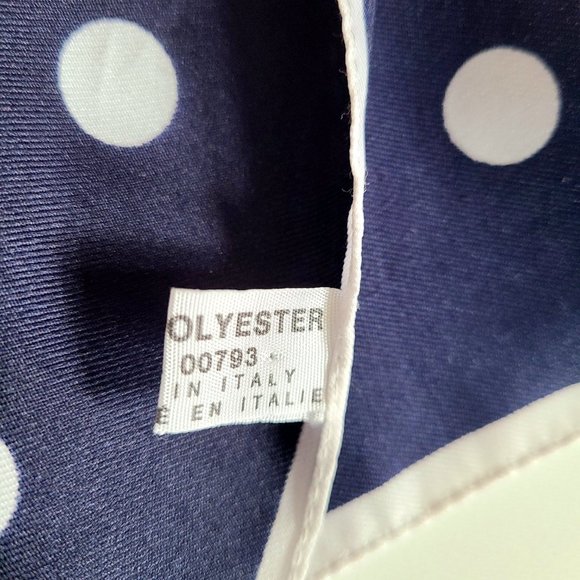 OLYESTER
00793
IN ITALY
E EN ITALIE